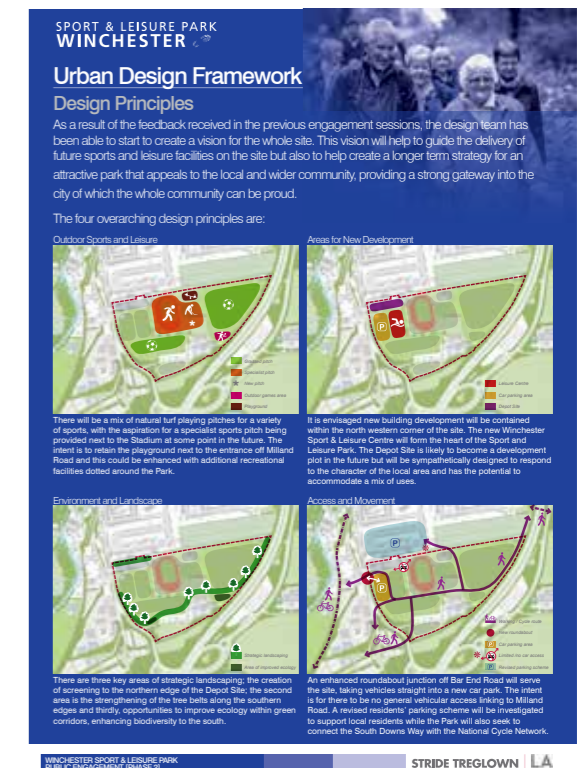 SPORT & LEISURE PARK
WINCHESTER
Urban Design Framework
Design Principles
As a result of the feedback received in the previous engagement sessions, the design team has
been able to start to create a vision for the whole site. This vision will help to guide the delivery of
future sports and leisure facilities on the site but also to help create a longer term strategy for an
attractive park that appeals to the local and wider community, providing a strong gateway into the
city of which the whole community can be proud.
The four overarching design principles are:
Outdoor Sports and Leisure
Standard pitch
Specialist pitch
New pitch
Outdoor games area
Playground
There will be a mix of natural turf playing pitches for a variety
of sports, with the aspiration for a specialist sports pitch being
provided next to the Stadium at some point in the future. The
intent is to retain the playground next to the entrance off Milland
Road and this could be enhanced with additional recreational
facilities dotted around the Park.
Areas for New Development
P
Leisure Centre
Car parking area
Depot Site
It is envisaged new building development will be contained
within the north western corner of the site. The new Winchester
Sport & Leisure Centre will form the heart of the Sport and
Leisure Park. The Depot Site is likely to become a development
plot in the future but will be sympathetically designed to respond
to the character of the local area and has the potential to
accommodate a mix of uses.
Environment and Landscape
Strategic landscaping
Area of improved ecology
There are three key areas of strategic landscaping; the creation
of screening to the northern edge of the Depot Site; the second
area is the strengthening of the tree belts along the southern
edges and thirdly, opportunities to improve ecology within green
corridors, enhancing biodiversity to the south.
Access and Movement
P
P
Walking / Cycle route
New roundabout
Car parking area
Limited /no car access
Revised parking scheme
An enhanced roundabout junction off Bar End Road will serve
the site, taking vehicles straight into a new car park. The intent
is for there to be no general vehicular access linking to Milland
Road. A revised residents' parking scheme will be investigated
to support local residents while the Park will also seek to
connect the South Downs Way with the National Cycle Network.
WINCHESTER SPORT & LEISURE PARK
PUBLIC ENGAGEMENT (PHASE 2)
STRIDE TREGLOWN LA